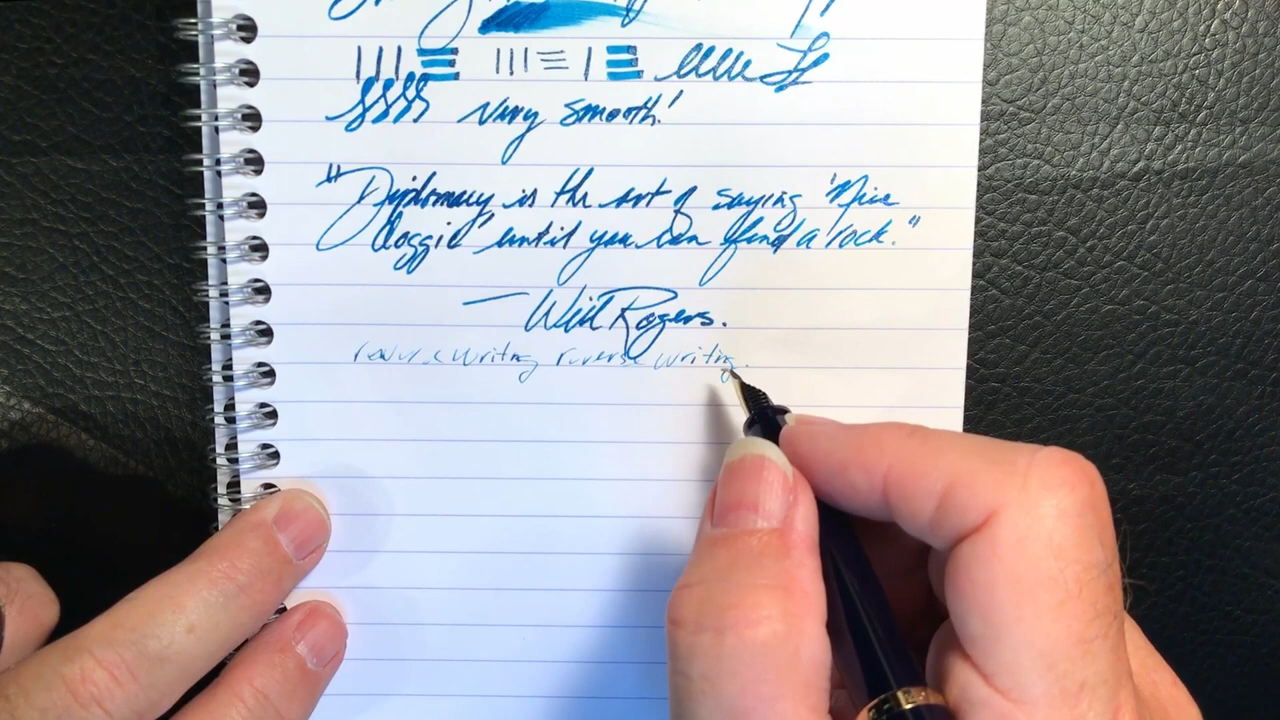 Very smooth!
"Diplomacy is the art of saying 'Nice
doggie' until you can find a rock."
— Will Rogers.
reverse writing reverse writing.